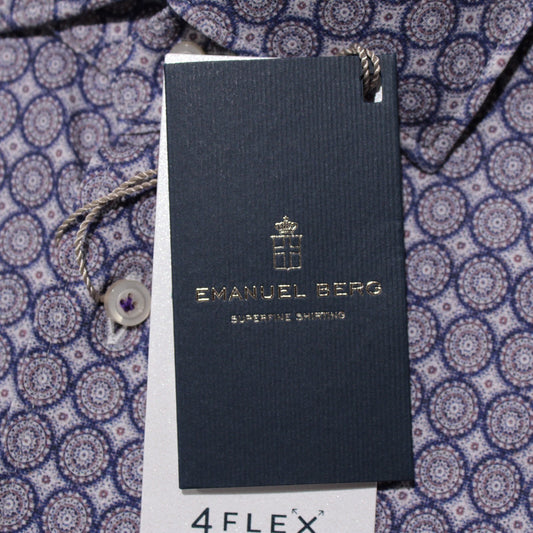 EMANUEL BERG
SUPERFINE SHIRTING
4FLEX